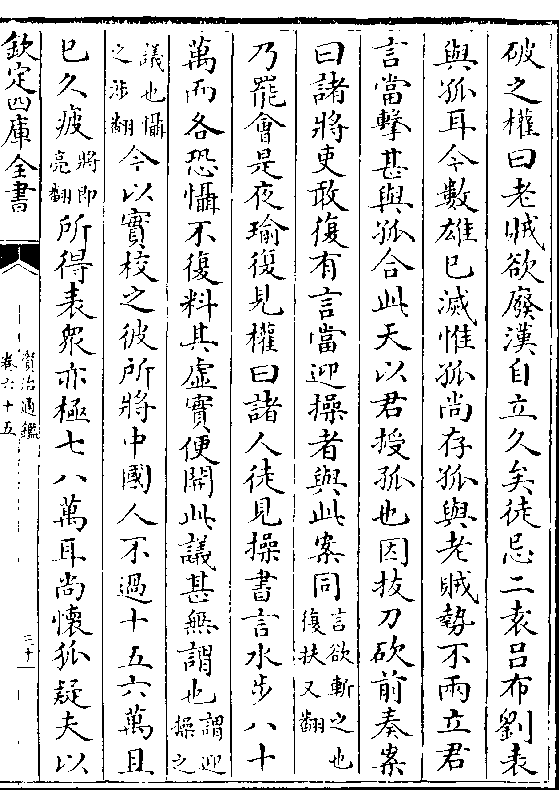 破之權曰老賊欲廢漢自立久矣徒忌二袁吕布劉表
與孤耳今數雄已滅惟孤尚存孤與老賊勢不兩立君
言當擊甚與孤合此天以君授孤也因拔刀砍前奏案
曰諸將吏敢復有言當迎操者與此案同言欲斬之也復扶又翻
乃罷會是夜瑜復見權曰諸人徒見操書言水步八十
萬而各恐懾不復料其虛實便開此議甚無謂也謂迎操之
議也懾之涉翻今以實校之彼所將中國人不過十五六萬且
已久疲將即亮翻所得表衆亦極七八萬耳尚懷狐疑夫以
欽定四庫全書
資治通鑑
卷六十五
二十